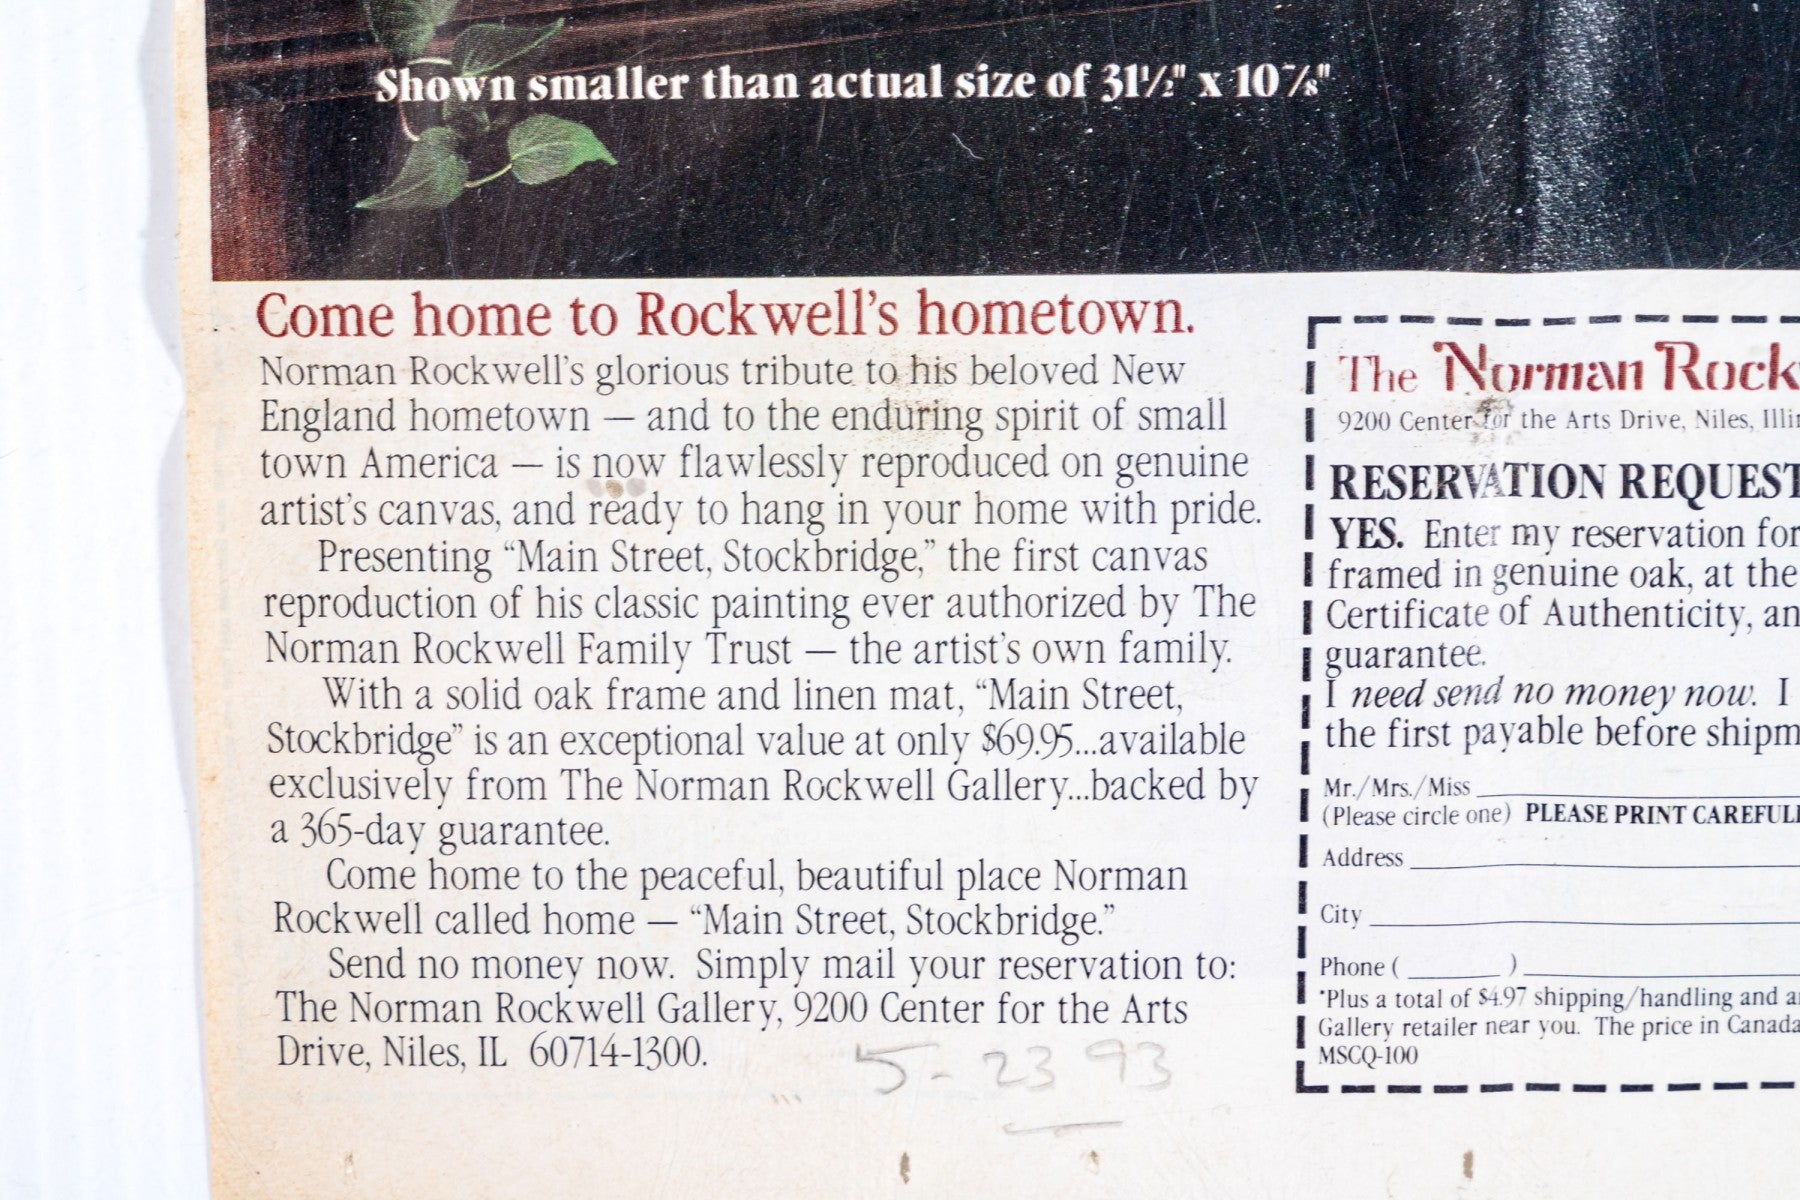 Shown smaller than actual size of 31½" x 10⅞"
Come home to Rockwell's hometown.
Norman Rockwell's glorious tribute to his beloved New
England hometown — and to the enduring spirit of small
town America — is now flawlessly reproduced on genuine
artist's canvas, and ready to hang in your home with pride.
Presenting “Main Street, Stockbridge,” the first canvas
reproduction of his classic painting ever authorized by The
Norman Rockwell Family Trust — the artist's own family.
With a solid oak frame and linen mat, “Main Street,
Stockbridge” is an exceptional value at only $69.95...available
exclusively from The Norman Rockwell Gallery...backed by
a 365-day guarantee.
Come home to the peaceful, beautiful place Norman
Rockwell called home — “Main Street, Stockbridge.”
Send no money now. Simply mail your reservation to:
The Norman Rockwell Gallery, 9200 Center for the Arts
Drive, Niles, IL 60714-1300.
5-23 93
The Norman Rock
9200 Center for the Arts Drive, Niles, Illi
RESERVATION REQUEST
YES. Enter my reservation for
framed in genuine oak, at the
Certificate of Authenticity, an
guarantee.
I need send no money now. I
the first payable before shipm
Mr./Mrs./Miss
(Please circle one) PLEASE PRINT CAREFULL
Address
City
Phone ( )
*Plus a total of $4.97 shipping/handling and a
Gallery retailer near you. The price in Canada
MSCQ-100